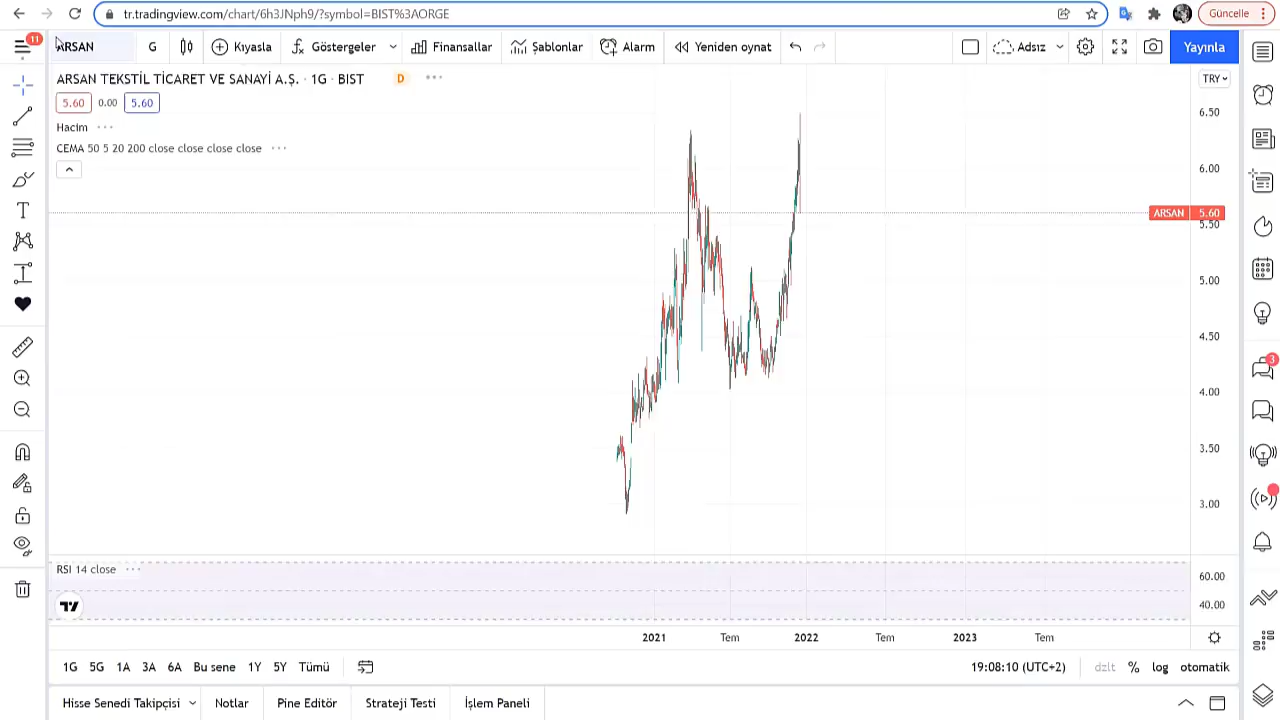 tr.tradingview.com/chart/6h3JNph9/?symbol=BIST%3AORGE
Güncelle
11
ARSAN
G
Kıyasla
Göstergeler
Finansallar
Şablonlar
Alarm
Yeniden oynat
Adsız
Yayınla
ARSAN TEKSTİL TİCARET VE SANAYİ A.Ş. · 1G · BIST
D
TRY
5.60 0.00 5.60
Hacim
CEMA 50 5 20 200 close close close close
6.50
6.00
ARSAN 5.60
5.50
5.00
4.50
4.00
3.50
3.00
3
RSI 14 close
60.00
40.00
2021 Tem 2022 Tem 2023 Tem
1G 5G 1A 3A 6A Bu sene 1Y 5Y Tümü
19:08:10 (UTC+2)
dzlt % log otomatik
Hisse Senedi Takipçisi
Notlar
Pine Editör
Strateji Testi
İşlem Paneli